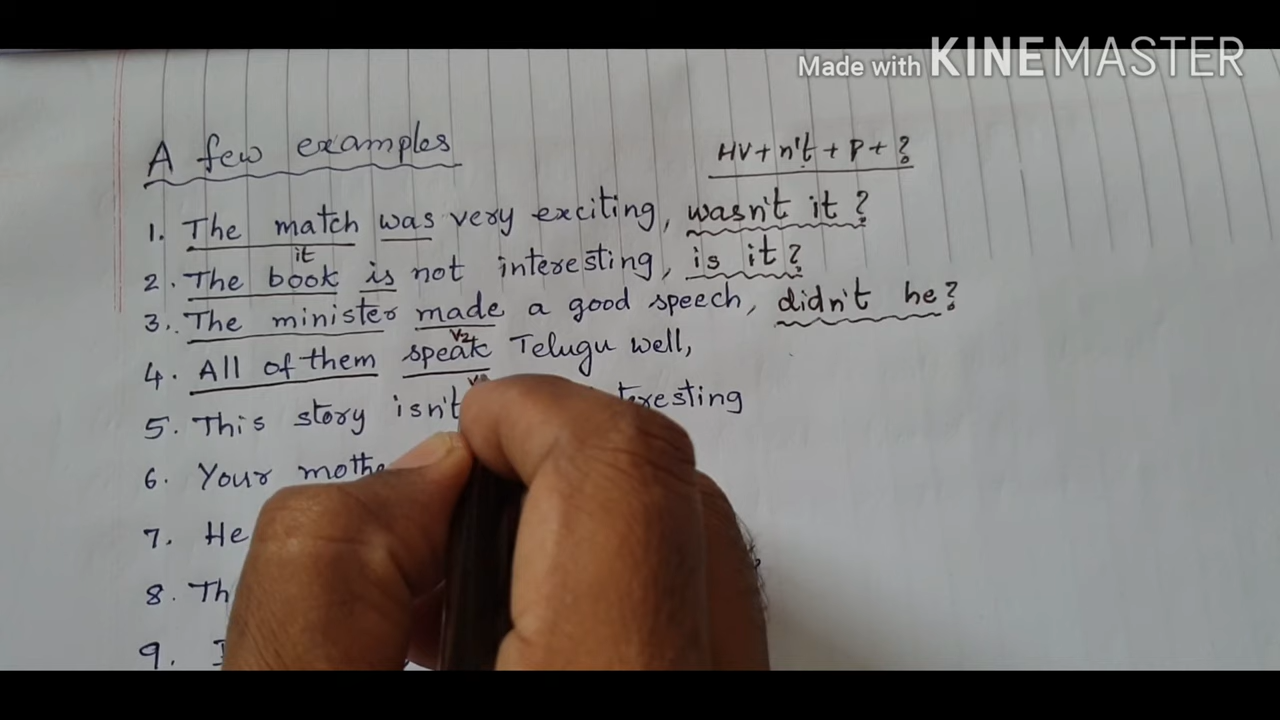 Made with KINEMASTER
A few examples
HV + n't + P + ?
1. The match was very exciting, wasn't it?
it
2. The book is not interesting, is it?
3. The minister made a good speech, didn't he?
V2
4. All of them speak Telugu well,
5. This story isn't
6. Your
7. He
8.
9.